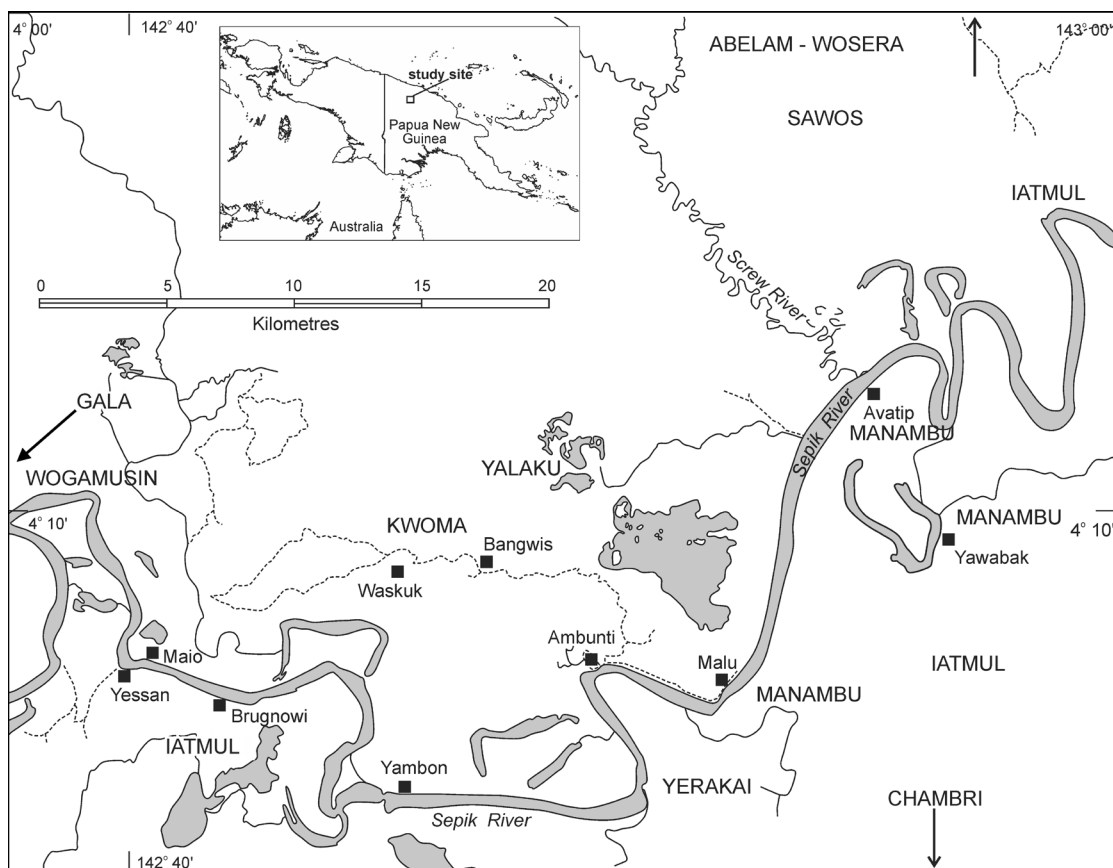 4° 00'
142° 40'
ABELAM - WOSERA
143° 00'
study site
Papua New
Guinea
Australia
SAWOS
IATMUL
Screw River
0 5 10 15 20
Kilometres
GALA
Avatip
MANAMBU
Sepik River
WOGAMUSIN
YALAKU
4° 10'
KWOMA
MANAMBU
4° 10'
Bangwis
Yawabak
Waskuk
Ambunti
Maio
Malu
IATMUL
Yessan
MANAMBU
Brugnowi
IATMUL
Yambon
YERAKAI
CHAMBRI
Sepik River
142° 40'